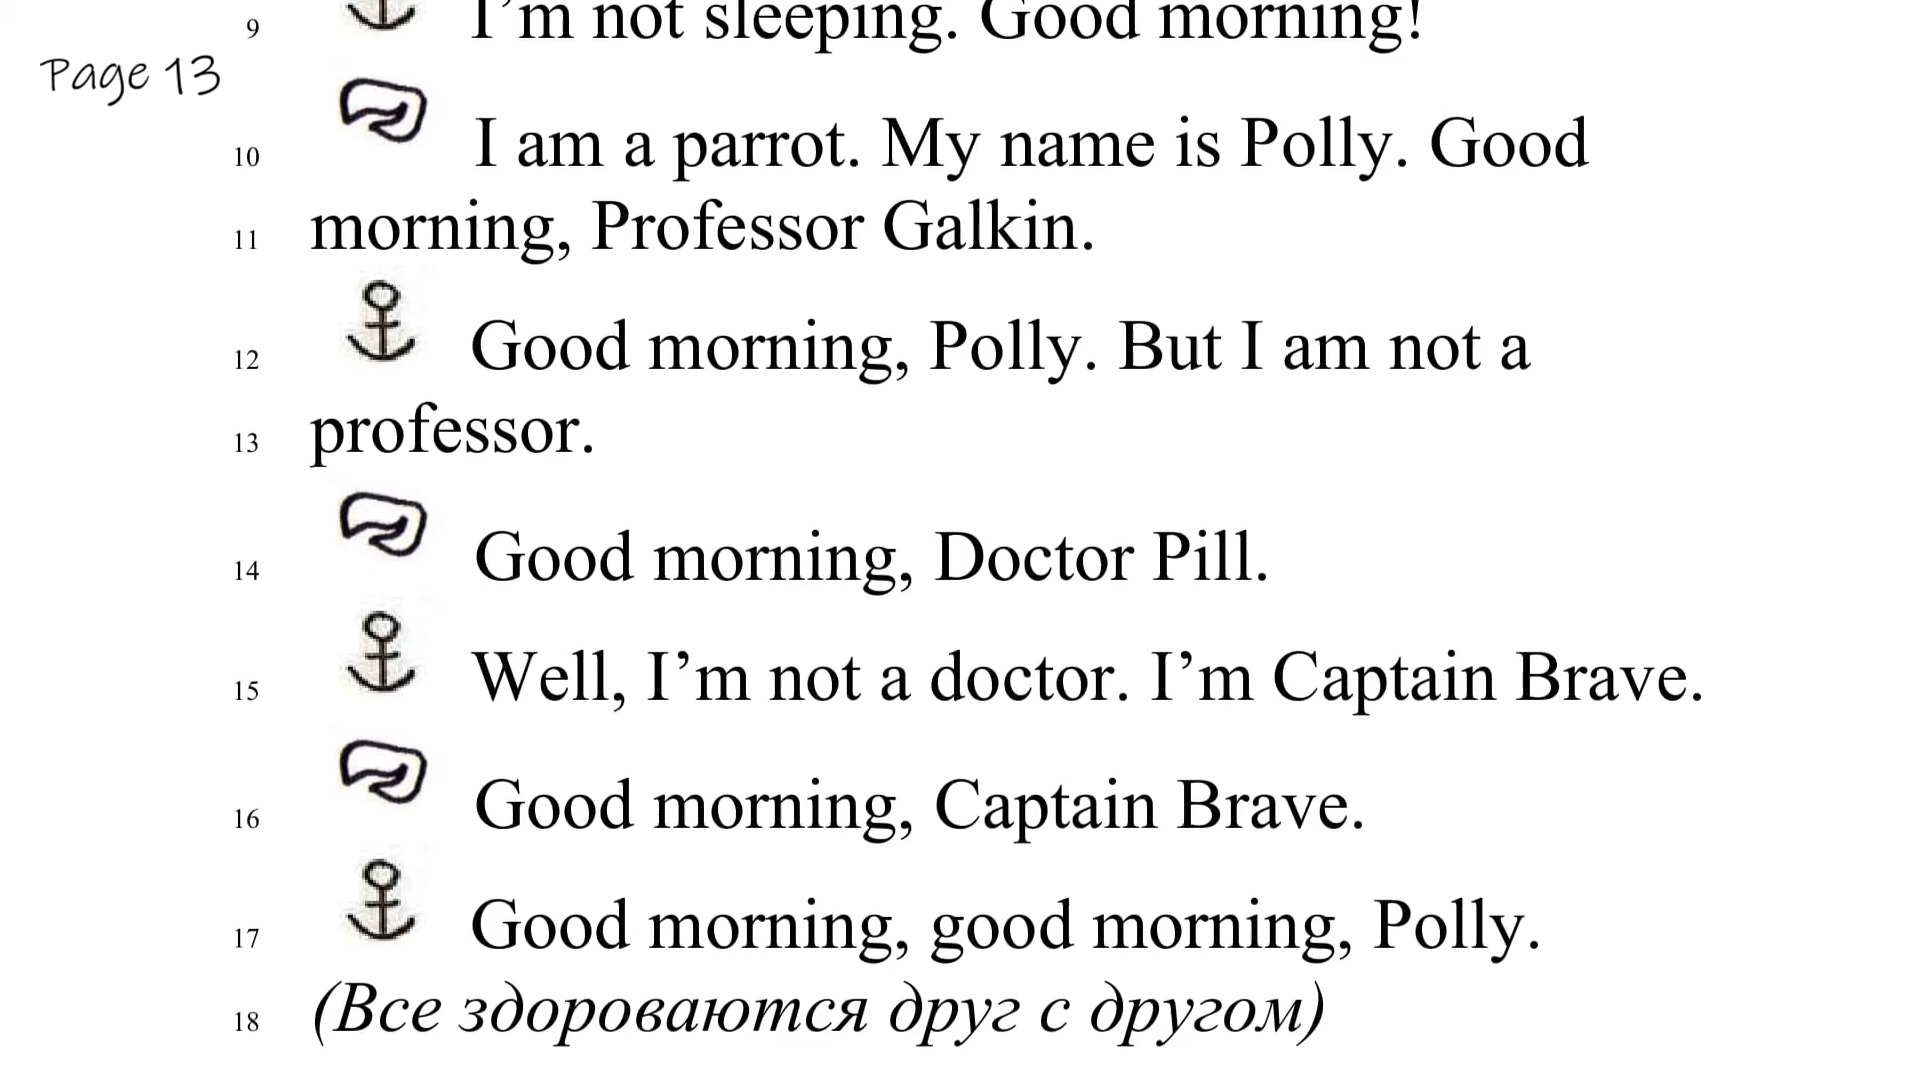 9 I'm not sleeping. Good morning!
Page 13
10 I am a parrot. My name is Polly. Good
11 morning, Professor Galkin.
12 Good morning, Polly. But I am not a
13 professor.
14 Good morning, Doctor Pill.
15 Well, I’m not a doctor. I’m Captain Brave.
16 Good morning, Captain Brave.
17 Good morning, good morning, Polly.
18 (Все здороваются друг с другом)